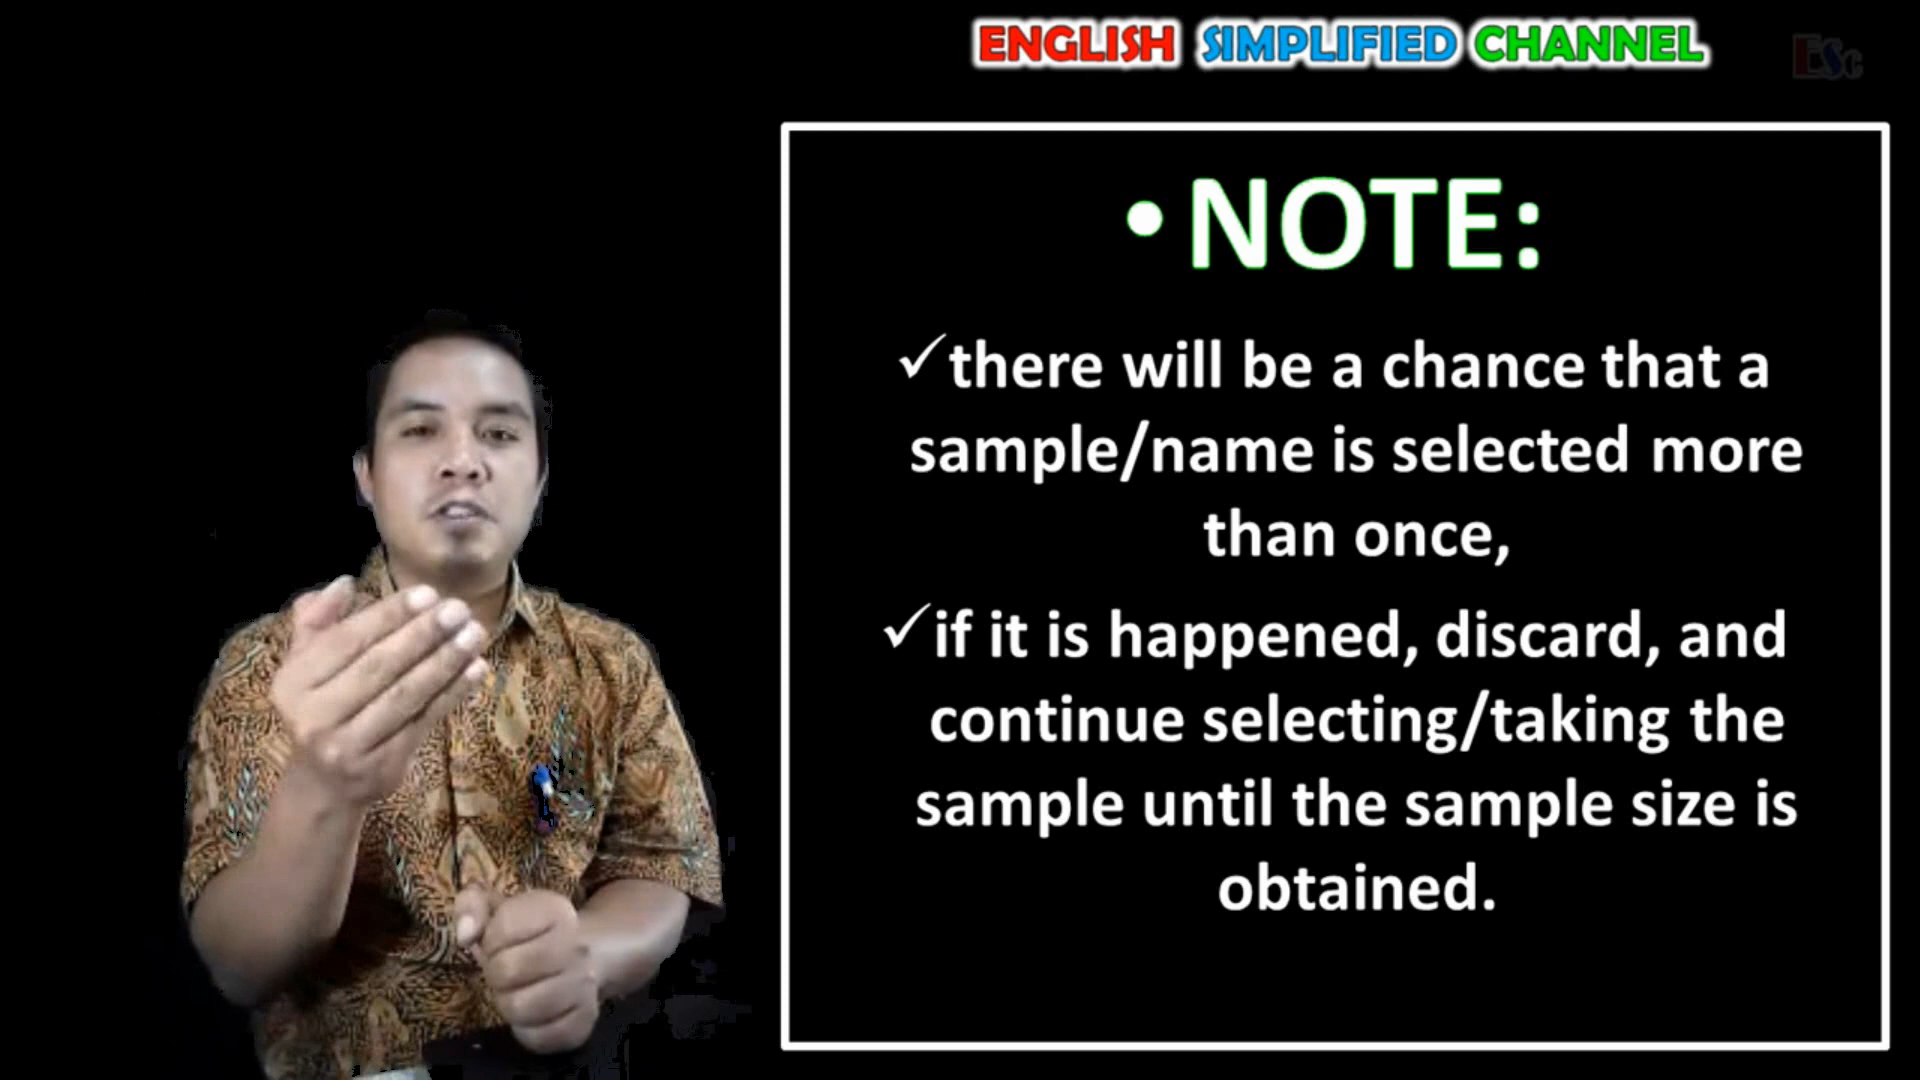 ENGLISH SIMPLIFIED CHANNEL
ESc
•NOTE:
✓there will be a chance that a
sample/name is selected more
than once,
✓if it is happened, discard, and
continue selecting/taking the
sample until the sample size is
obtained.